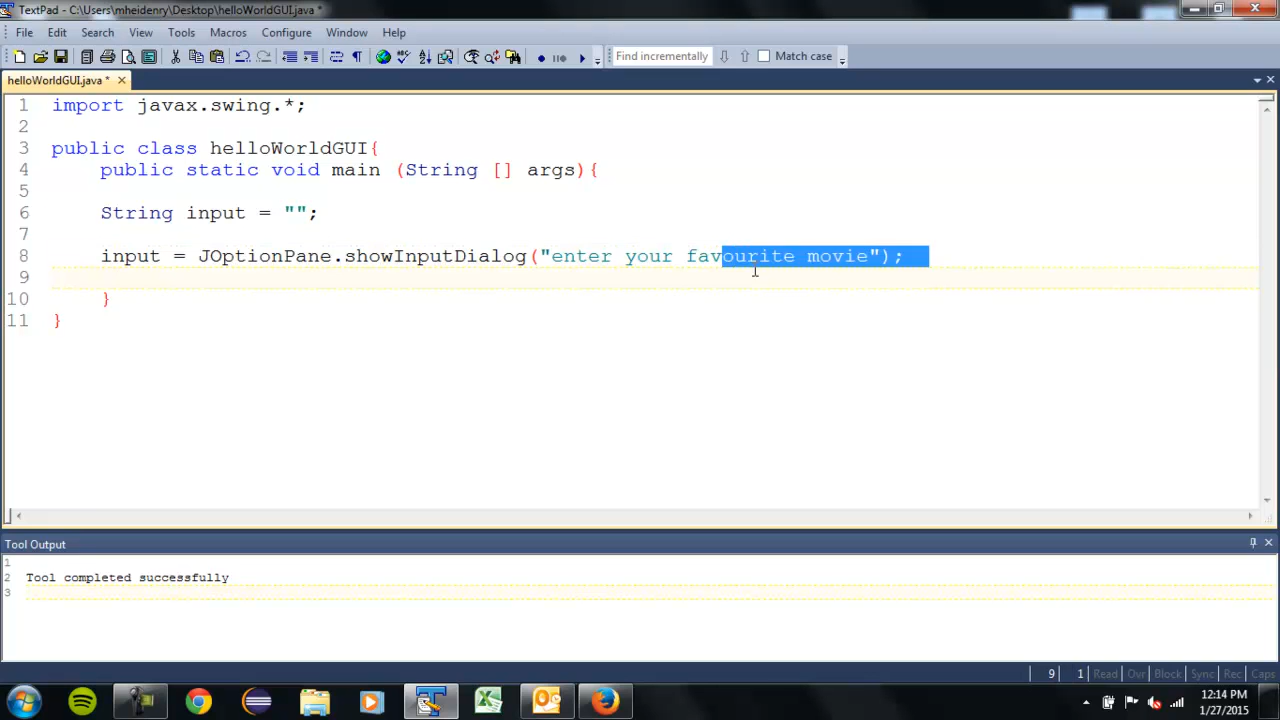 TextPad - C:\Users\mheidenry\Desktop\helloWorldGUI.java *
File Edit Search View Tools Macros Configure Window Help
Find incrementally Match case
helloWorldGUI.java *
1 import javax.swing.*;
2
3 public class helloWorldGUI{
4 public static void main (String [] args){
5
6 String input = "";
7
8 input = JOptionPane.showInputDialog("enter your favourite movie");
9
10 }
11 }
Tool Output
1
2 Tool completed successfully
3
9 1 Read Ovr Block Sync Rec Caps
12:14 PM
1/27/2015